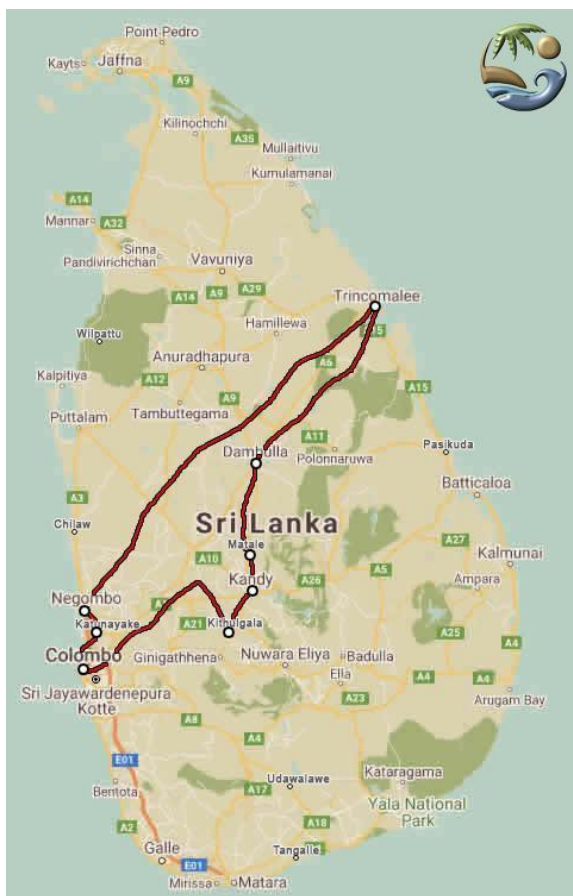 Point Pedro
Kayts
Jaffna
A9
Kilinochchi
A35
Mullaitivu
Kumulamanai
A14
Mannar
A32
Sinna
Pandivirichchan
Vavuniya
A14
A9
A29
Trincomalee
Hamillewa
Wilpattu
Anuradhapura
A6
A15
Kalpitiya
A12
Tambuttegama
A9
Puttalam
A11
Dambulla
Polonnaruwa
Pasikuda
Batticaloa
A3
Chilaw
Sri Lanka
A27
Matale
A10
Kalmunai
A5
Kandy
A26
Ampara
Negombo
Katunayake
A21
Kithulgala
A25
A4
Colombo
Ginigathhena
Nuwara Eliya
Badulla
Ella
A4
A4
Sri Jayawardenepura
Kotte
A23
Arugam Bay
A8
A4
E01
Bentota
Udawalawe
Kataragama
A17
Yala National
Park
A2
A18
Galle
Tangalle
E01
Mirissa
Matara